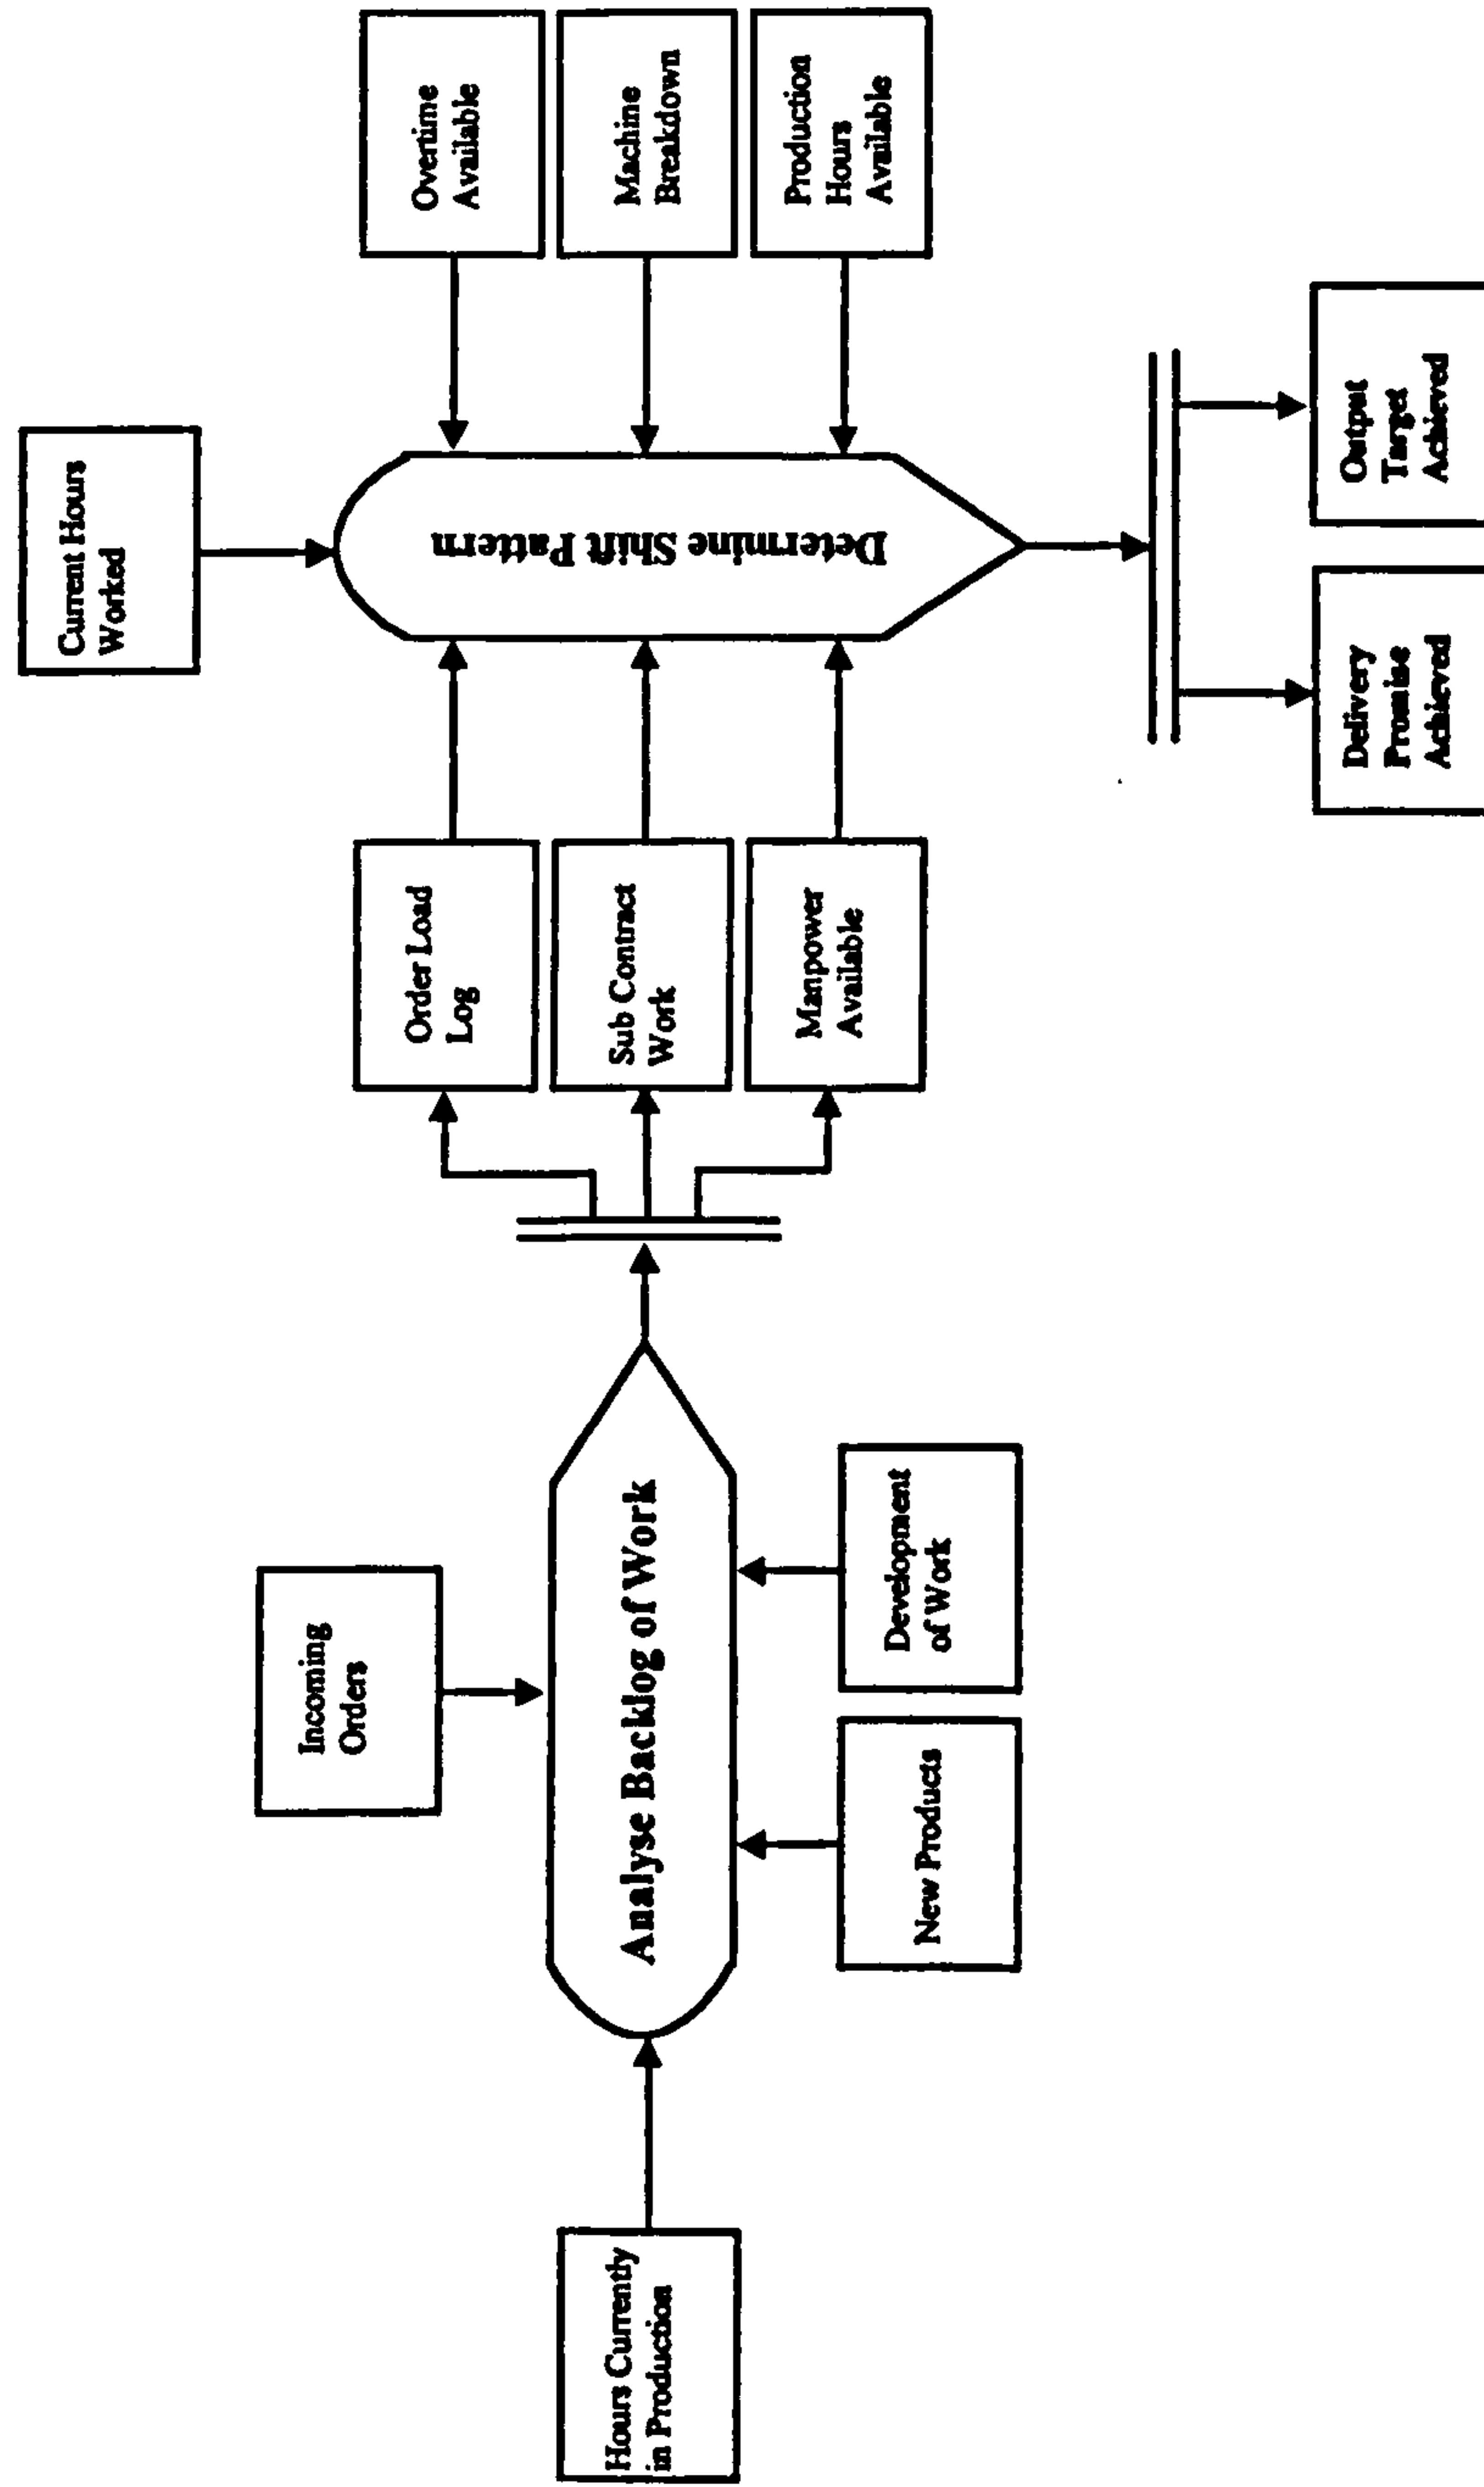 Hours Currently
in Production
Incoming
Orders
Analyse Backlog of Work
New Products
Development
of Work
Order Load
Log
Sub Contract
Work
Manpower
Available
Current Hours
Worked
Determine Shift Pattern
Overtime
Available
Machine
Breakdown
Production
Hours
Available
Delivery
Promise
Achieved
Output
Target
Achieved